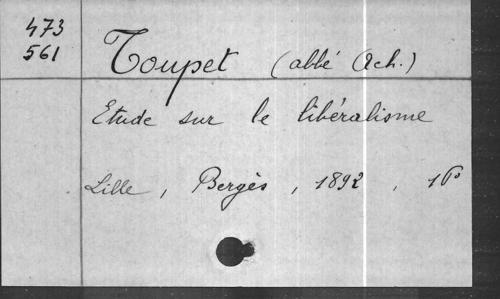 473
561
Toupet (abbé Ach.)
Etude sur le libéralisme
Lille, Bergès, 1892, 16°